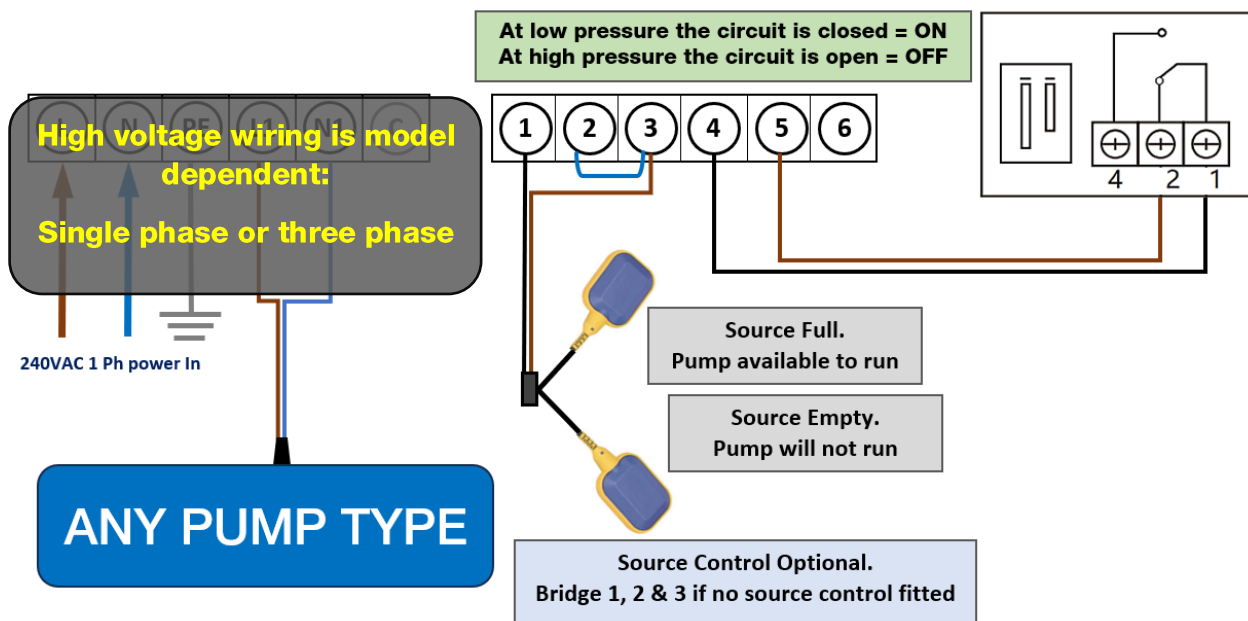 At low pressure the circuit is closed = ON
At high pressure the circuit is open = OFF
L N PE L1 N1 C
High voltage wiring is model
dependent:
Single phase or three phase
1 2 3 4 5 6
4 2 1
240VAC 1 Ph power In
Source Full.
Pump available to run
Source Empty.
Pump will not run
ANY PUMP TYPE
Source Control Optional.
Bridge 1, 2 & 3 if no source control fitted